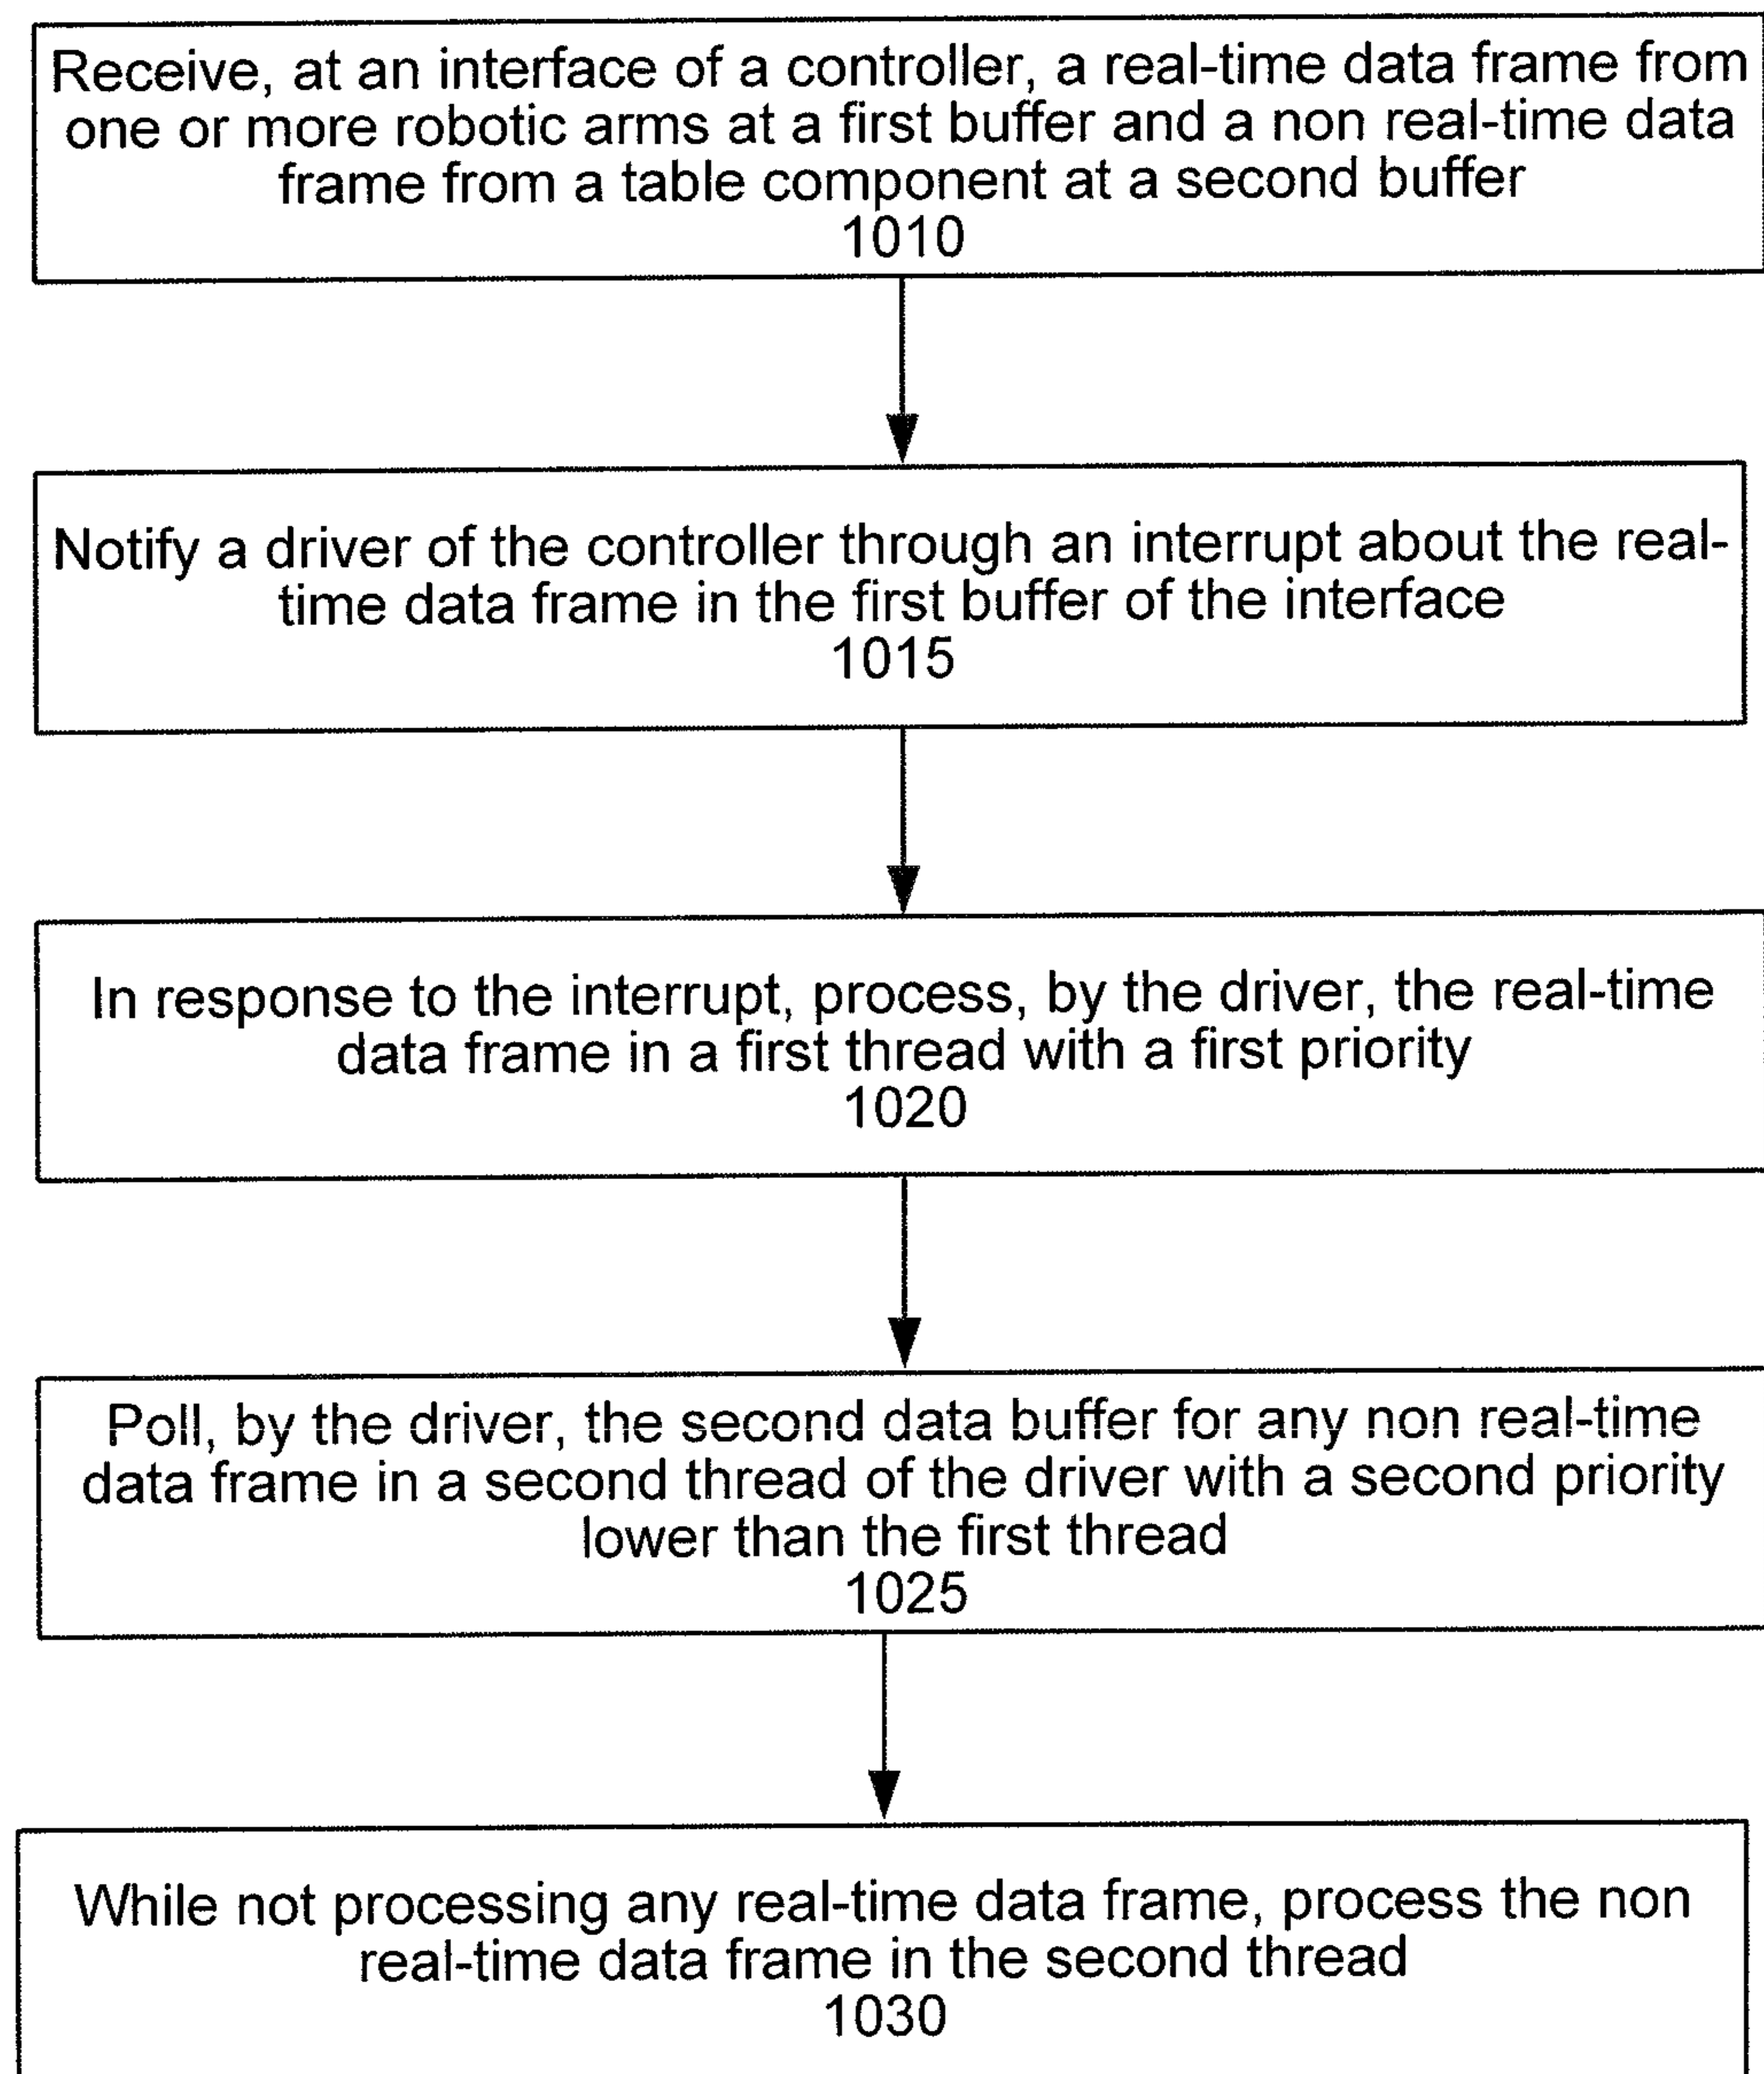 Receive, at an interface of a controller, a real-time data frame from
one or more robotic arms at a first buffer and a non real-time data
frame from a table component at a second buffer
1010
Notify a driver of the controller through an interrupt about the real-
time data frame in the first buffer of the interface
1015
In response to the interrupt, process, by the driver, the real-time
data frame in a first thread with a first priority
1020
Poll, by the driver, the second data buffer for any non real-time
data frame in a second thread of the driver with a second priority
lower than the first thread
1025
While not processing any real-time data frame, process the non
real-time data frame in the second thread
1030